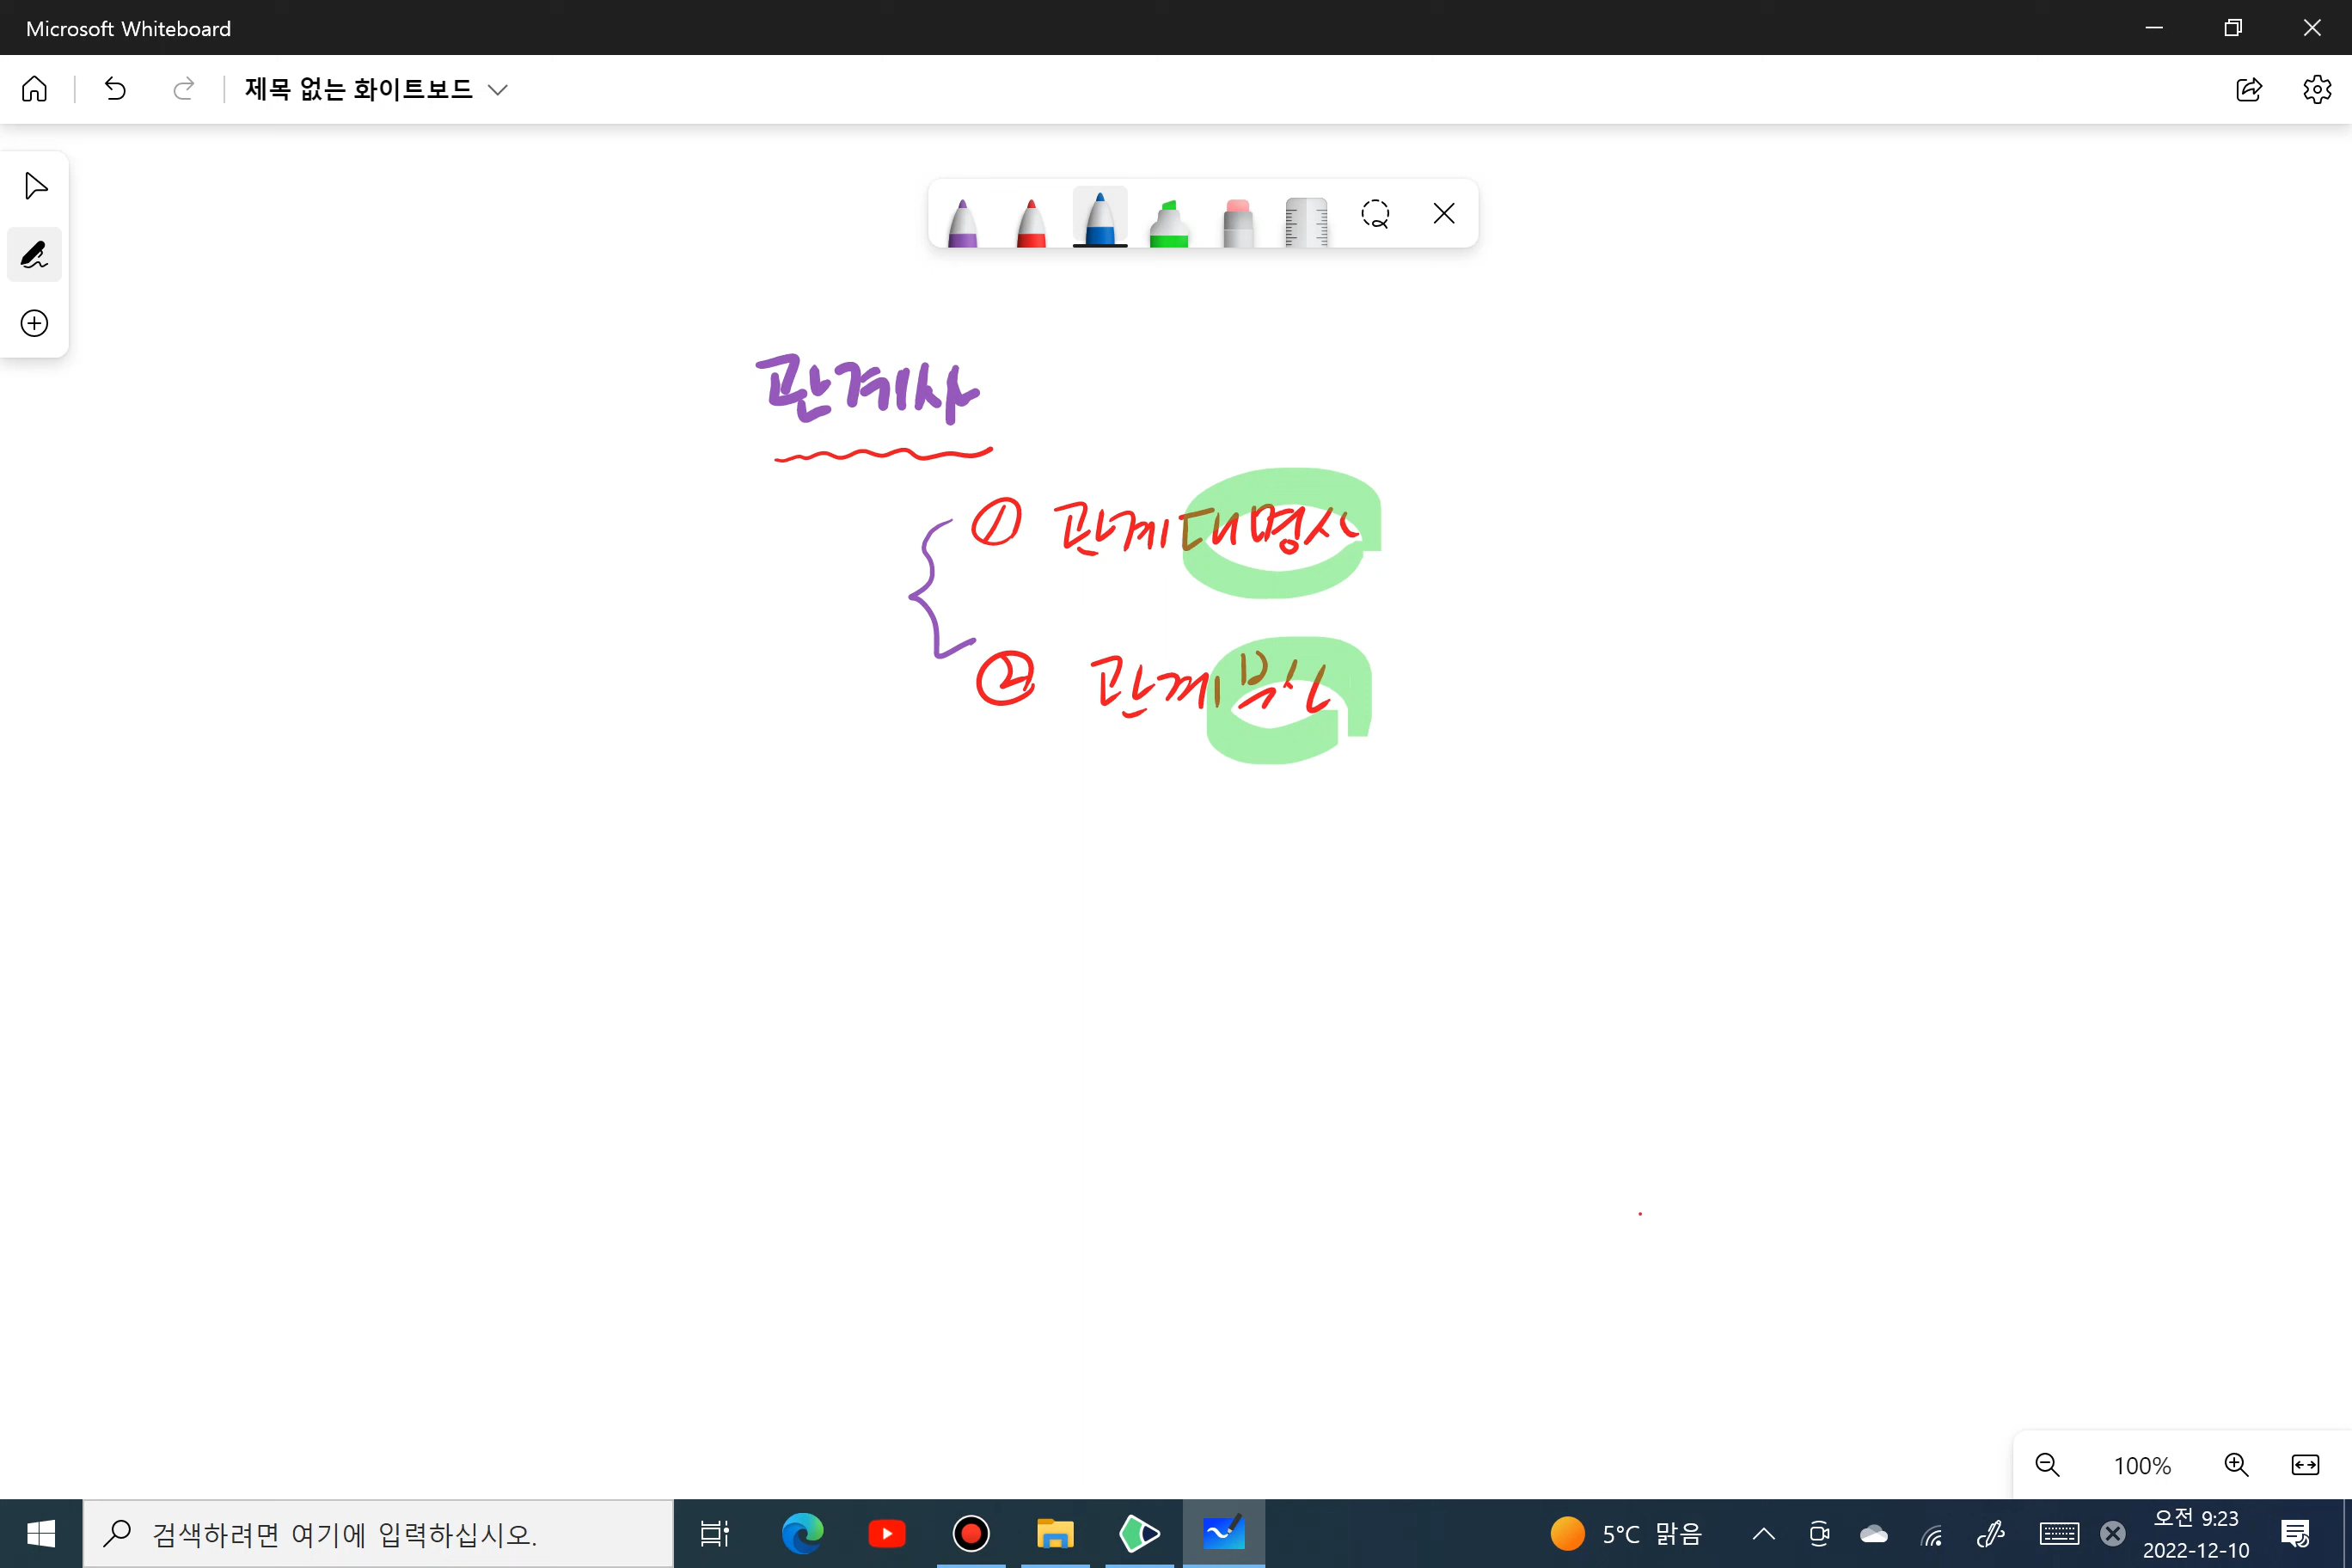 Microsoft Whiteboard
제목 없는 화이트보드
관계사
① 관계대명사
② 관계부사
100%
검색하려면 여기에 입력하십시오.
5°C 맑음
오전 9:23
2022-12-10